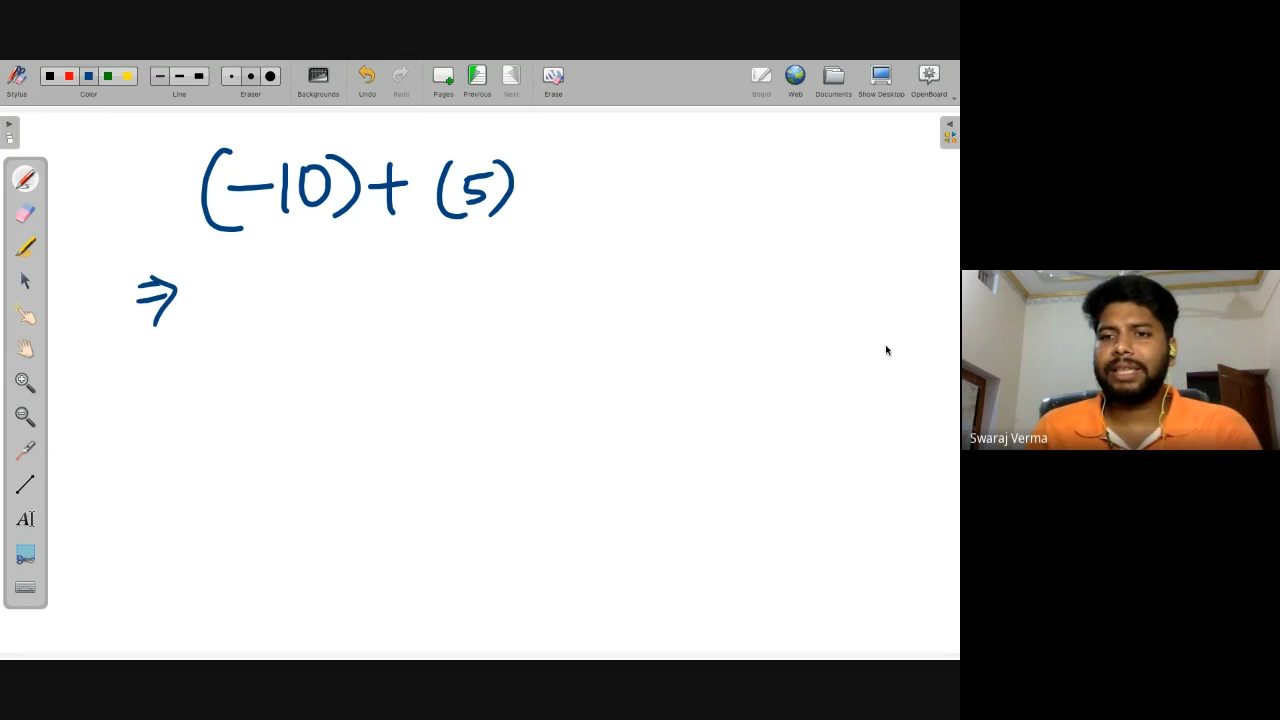 Stylus Color Line Eraser Backgrounds Undo Redo Pages Previous Next Erase Board Web Documents Show Desktop OpenBoard
(-10) + (5)
⇒
AI
Swaraj Verma